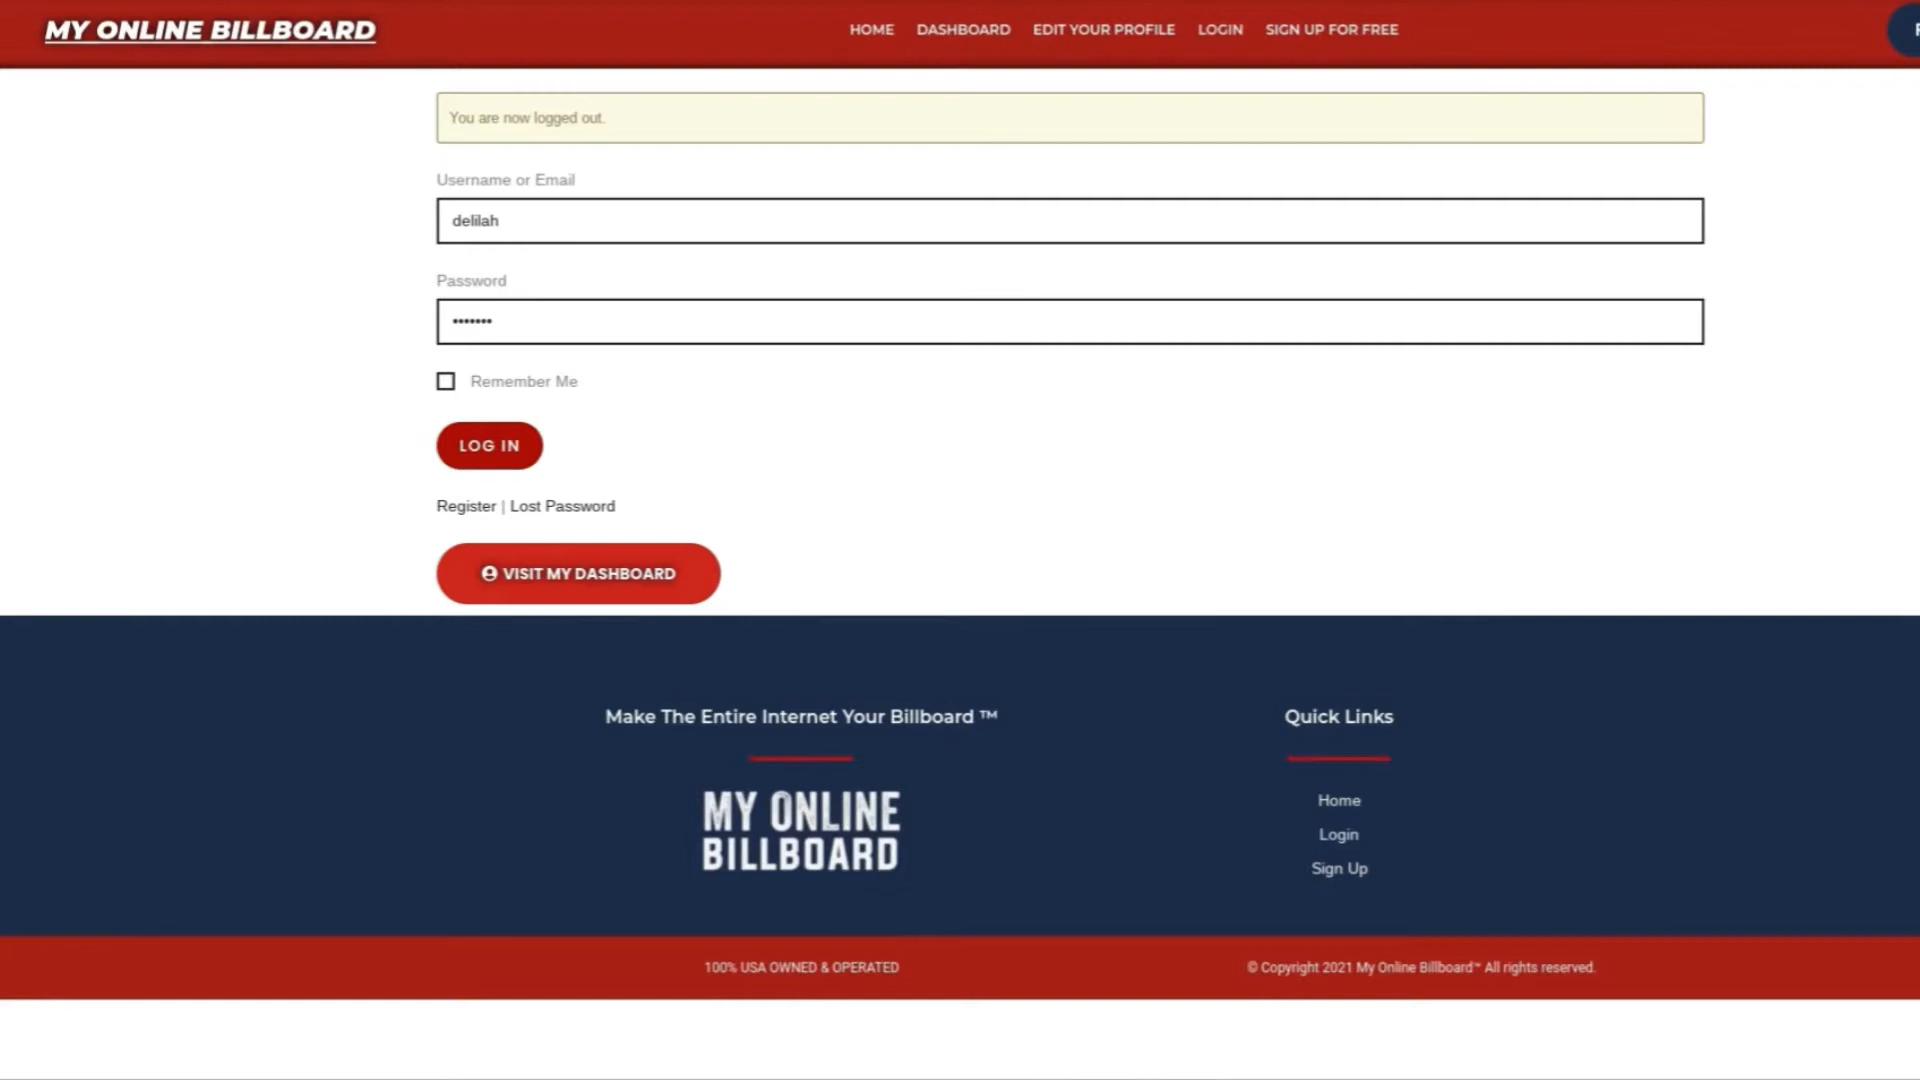 MY ONLINE BILLBOARD
HOME DASHBOARD EDIT YOUR PROFILE LOGIN SIGN UP FOR FREE
You are now logged out.
Username or Email
delilah
Password
•••••••
Remember Me
LOG IN
Register | Lost Password
VISIT MY DASHBOARD
Make The Entire Internet Your Billboard ™
MY ONLINE
BILLBOARD
Quick Links
Home
Login
Sign Up
100% USA OWNED & OPERATED
© Copyright 2021 My Online Billboard™ All rights reserved.